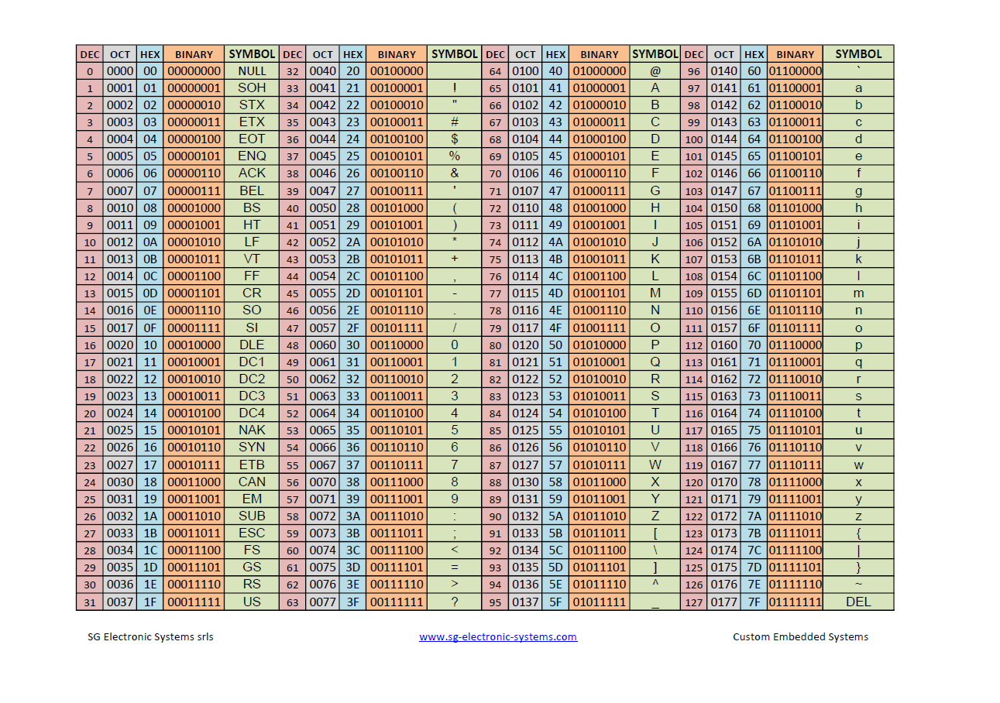 DEC OCT HEX BINARY SYMBOL DEC OCT HEX BINARY SYMBOL DEC OCT HEX BINARY SYMBOL DEC OCT HEX BINARY SYMBOL
0 0000 00 00000000 NULL 32 0040 20 00100000 64 0100 40 01000000 @ 96 0140 60 01100000 `
1 0001 01 00000001 SOH 33 0041 21 00100001 ! 65 0101 41 01000001 A 97 0141 61 01100001 a
2 0002 02 00000010 STX 34 0042 22 00100010 " 66 0102 42 01000010 B 98 0142 62 01100010 b
3 0003 03 00000011 ETX 35 0043 23 00100011 # 67 0103 43 01000011 C 99 0143 63 01100011 c
4 0004 04 00000100 EOT 36 0044 24 00100100 $ 68 0104 44 01000100 D 100 0144 64 01100100 d
5 0005 05 00000101 ENQ 37 0045 25 00100101 % 69 0105 45 01000101 E 101 0145 65 01100101 e
6 0006 06 00000110 ACK 38 0046 26 00100110 & 70 0106 46 01000110 F 102 0146 66 01100110 f
7 0007 07 00000111 BEL 39 0047 27 00100111 ' 71 0107 47 01000111 G 103 0147 67 01100111 g
8 0010 08 00001000 BS 40 0050 28 00101000 ( 72 0110 48 01001000 H 104 0150 68 01101000 h
9 0011 09 00001001 HT 41 0051 29 00101001 ) 73 0111 49 01001001 I 105 0151 69 01101001 i
10 0012 0A 00001010 LF 42 0052 2A 00101010 * 74 0112 4A 01001010 J 106 0152 6A 01101010 j
11 0013 0B 00001011 VT 43 0053 2B 00101011 + 75 0113 4B 01001011 K 107 0153 6B 01101011 k
12 0014 0C 00001100 FF 44 0054 2C 00101100 , 76 0114 4C 01001100 L 108 0154 6C 01101100 l
13 0015 0D 00001101 CR 45 0055 2D 00101101 - 77 0115 4D 01001101 M 109 0155 6D 01101101 m
14 0016 0E 00001110 SO 46 0056 2E 00101110 . 78 0116 4E 01001110 N 110 0156 6E 01101110 n
15 0017 0F 00001111 SI 47 0057 2F 00101111 / 79 0117 4F 01001111 O 111 0157 6F 01101111 o
16 0020 10 00010000 DLE 48 0060 30 00110000 0 80 0120 50 01010000 P 112 0160 70 01110000 p
17 0021 11 00010001 DC1 49 0061 31 00110001 1 81 0121 51 01010001 Q 113 0161 71 01110001 q
18 0022 12 00010010 DC2 50 0062 32 00110010 2 82 0122 52 01010010 R 114 0162 72 01110010 r
19 0023 13 00010011 DC3 51 0063 33 00110011 3 83 0123 53 01010011 S 115 0163 73 01110011 s
20 0024 14 00010100 DC4 52 0064 34 00110100 4 84 0124 54 01010100 T 116 0164 74 01110100 t
21 0025 15 00010101 NAK 53 0065 35 00110101 5 85 0125 55 01010101 U 117 0165 75 01110101 u
22 0026 16 00010110 SYN 54 0066 36 00110110 6 86 0126 56 01010110 V 118 0166 76 01110110 v
23 0027 17 00010111 ETB 55 0067 37 00110111 7 87 0127 57 01010111 W 119 0167 77 01110111 w
24 0030 18 00011000 CAN 56 0070 38 00111000 8 88 0130 58 01011000 X 120 0170 78 01111000 x
25 0031 19 00011001 EM 57 0071 39 00111001 9 89 0131 59 01011001 Y 121 0171 79 01111001 y
26 0032 1A 00011010 SUB 58 0072 3A 00111010 : 90 0132 5A 01011010 Z 122 0172 7A 01111010 z
27 0033 1B 00011011 ESC 59 0073 3B 00111011 ; 91 0133 5B 01011011 [ 123 0173 7B 01111011 {
28 0034 1C 00011100 FS 60 0074 3C 00111100 < 92 0134 5C 01011100 \ 124 0174 7C 01111100 |
29 0035 1D 00011101 GS 61 0075 3D 00111101 = 93 0135 5D 01011101 ] 125 0175 7D 01111101 }
30 0036 1E 00011110 RS 62 0076 3E 00111110 > 94 0136 5E 01011110 ^ 126 0176 7E 01111110 ~
31 0037 1F 00011111 US 63 0077 3F 00111111 ? 95 0137 5F 01011111 _ 127 0177 7F 01111111 DEL
SG Electronic Systems srls www.sg-electronic-systems.com Custom Embedded Systems